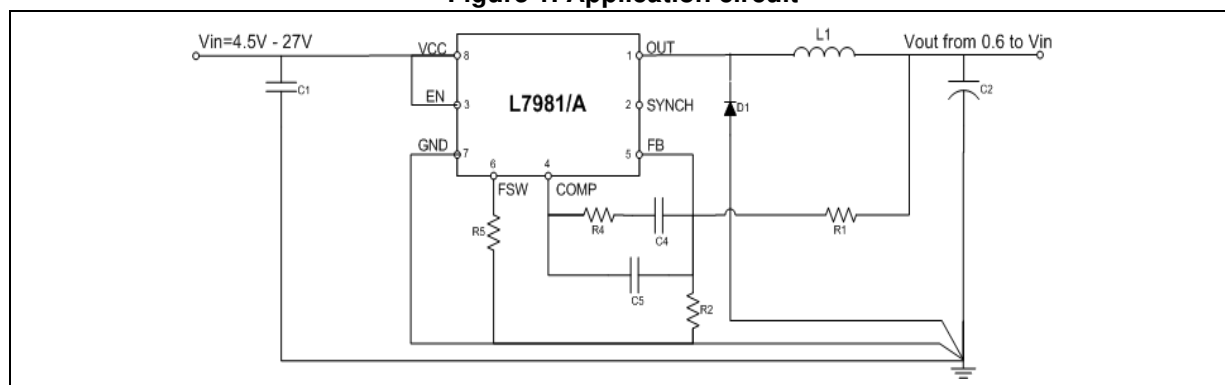 Figure 1. Application circuit
Vin=4.5V - 27V
VCC
8
1
OUT
L1
Vout from 0.6 to Vin
C1
EN
3
L7981/A
2
SYNCH
D1
C2
GND
7
5
FB
6
4
FSW
COMP
R5
R4
C4
R1
C5
R2